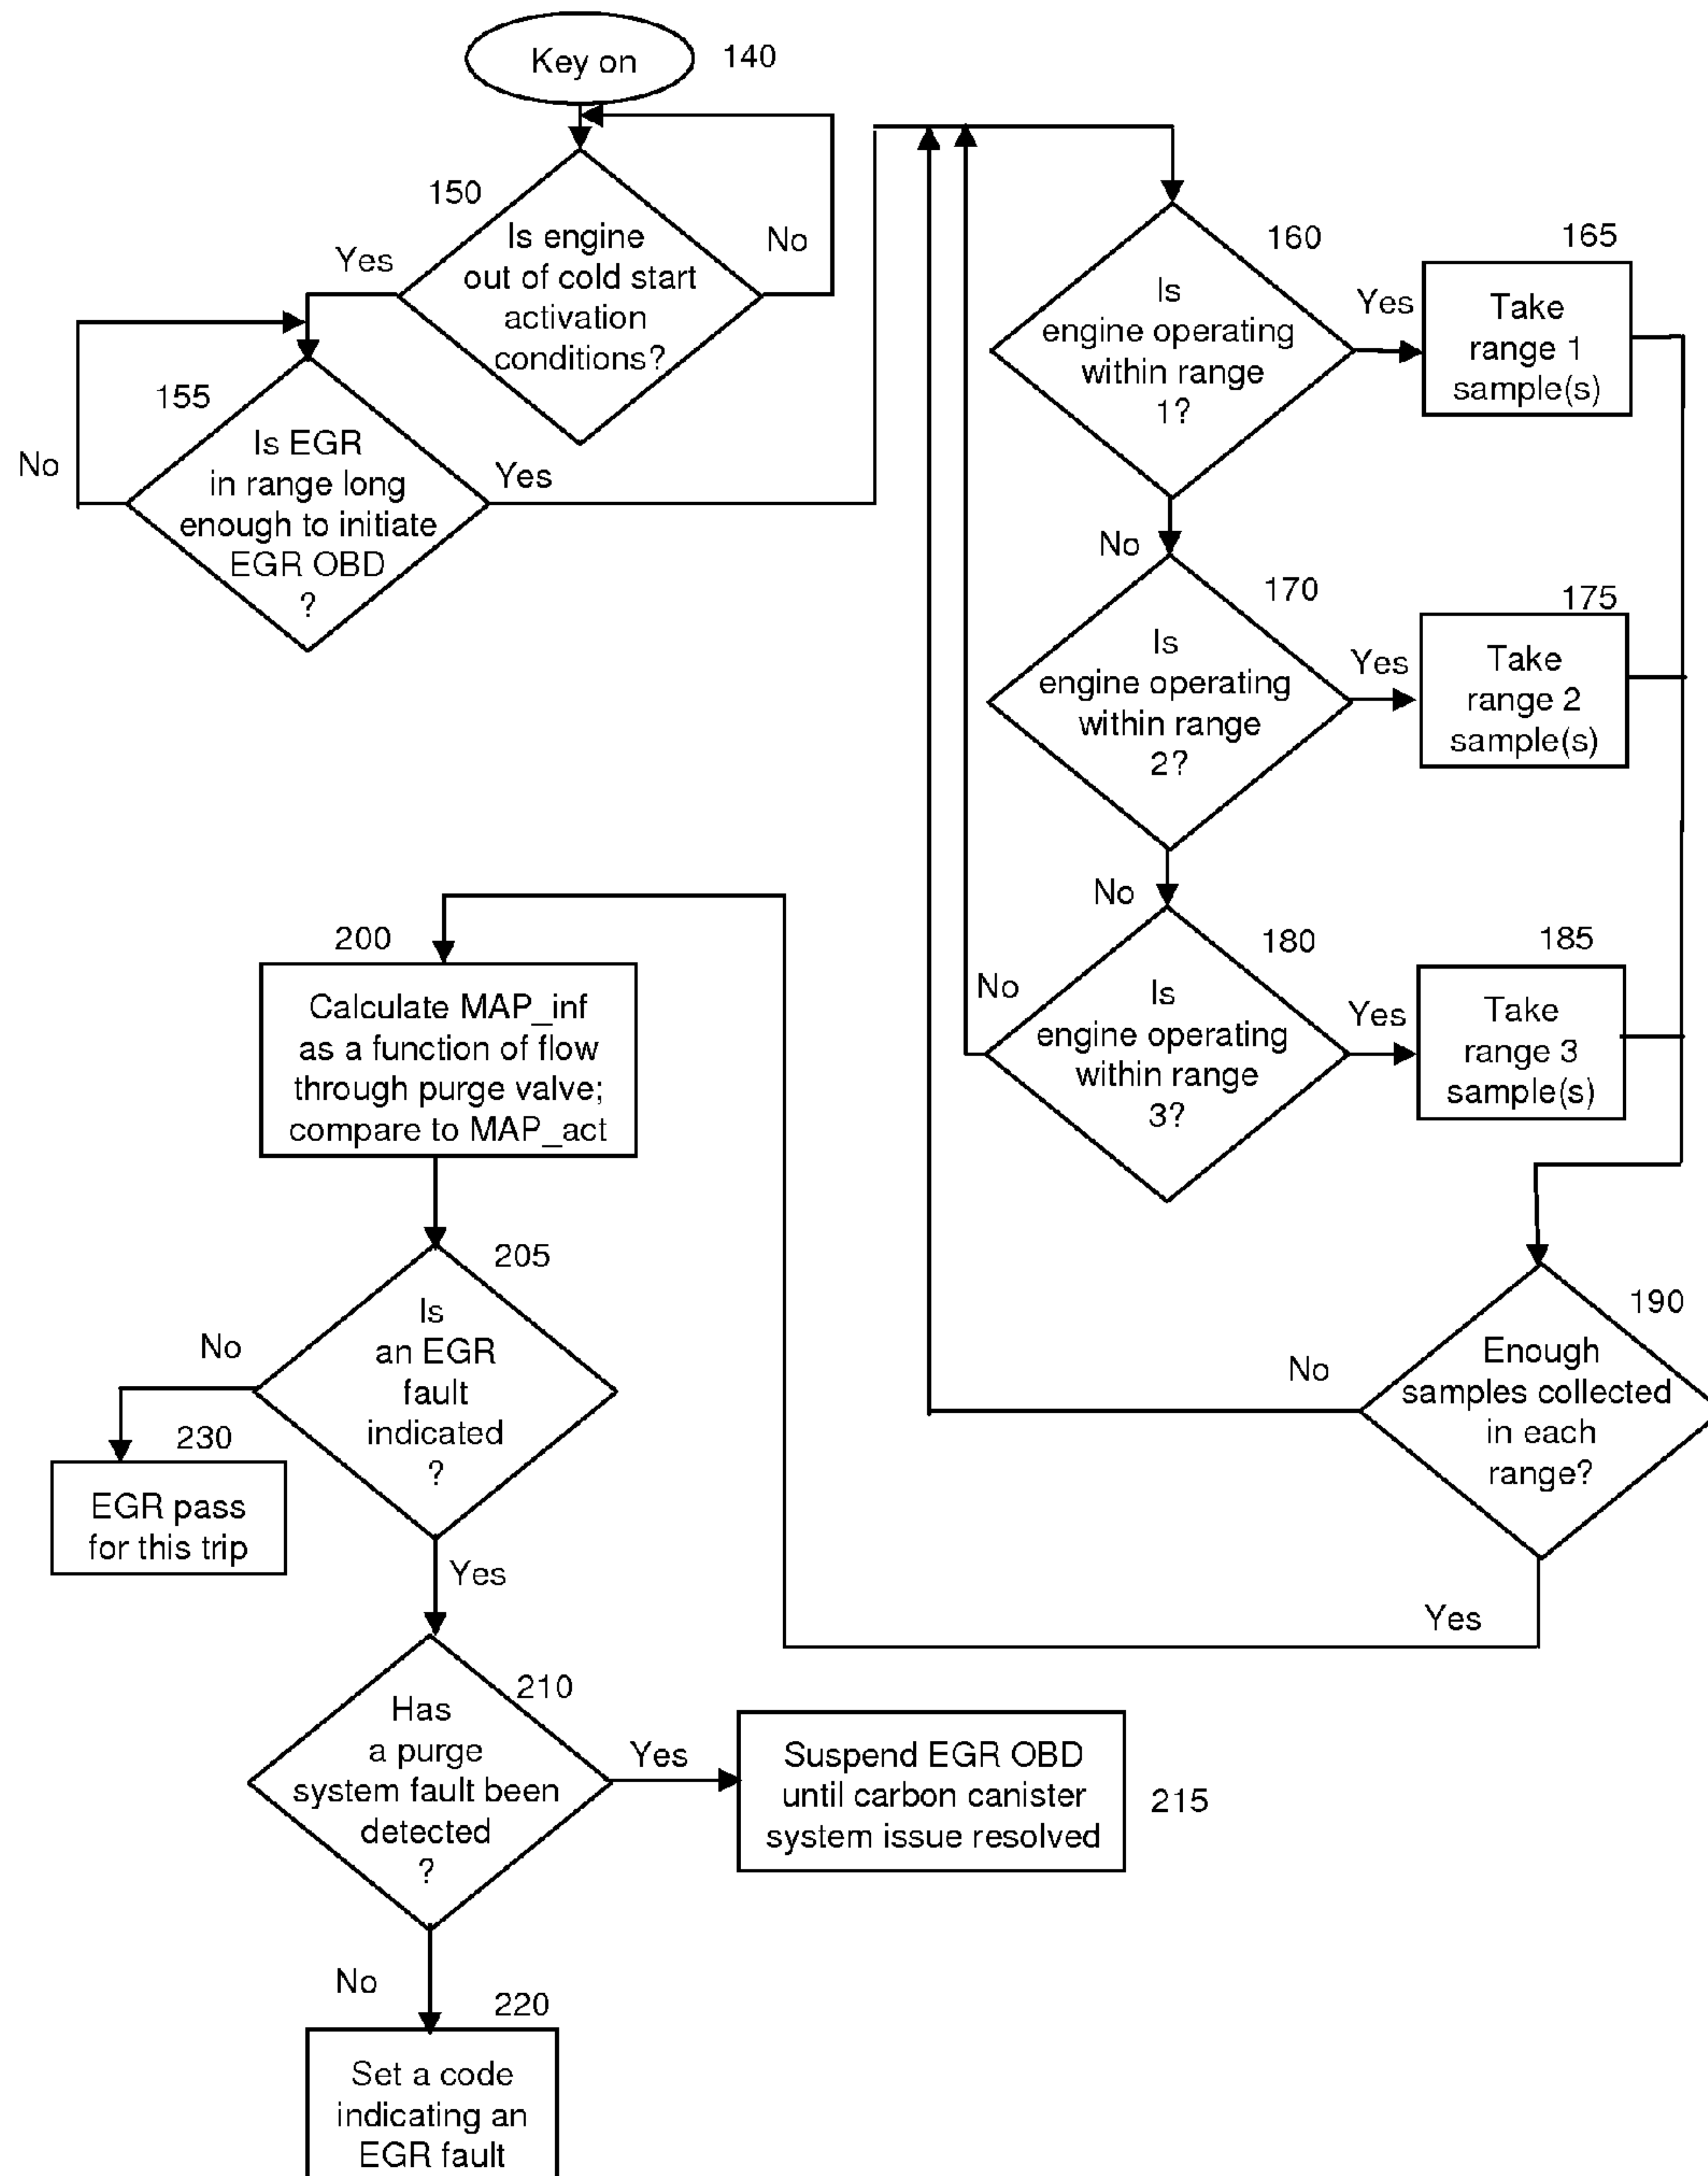 Key on
140
150
Is engine
out of cold start
activation
conditions?
Yes
No
155
Is EGR
in range long
enough to initiate
EGR OBD
?
No
Yes
160
Is
engine operating
within range
1?
Yes
165
Take
range 1
sample(s)
No
170
Is
engine operating
within range
2?
Yes
175
Take
range 2
sample(s)
No
180
Is
engine operating
within range
3?
No
Yes
185
Take
range 3
sample(s)
190
Enough
samples collected
in each
range?
No
Yes
200
Calculate MAP_inf
as a function of flow
through purge valve;
compare to MAP_act
205
Is
an EGR
fault
indicated
?
No
230
EGR pass
for this trip
Yes
210
Has
a purge
system fault been
detected
?
Yes
Suspend EGR OBD
until carbon canister
system issue resolved
215
No
220
Set a code
indicating an
EGR fault